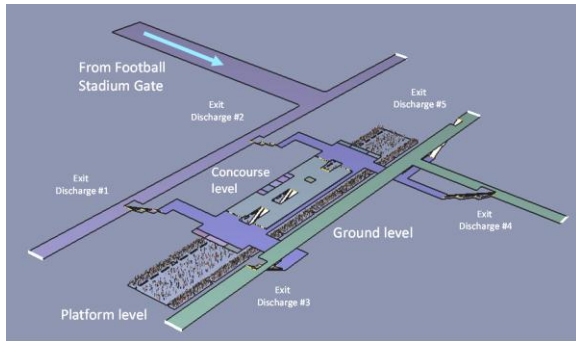 From Football
Stadium Gate
Exit
Discharge #2
Exit
Discharge #5
Exit
Discharge #1
Concourse
level
Ground level
Exit
Discharge #4
Exit
Discharge #3
Platform level